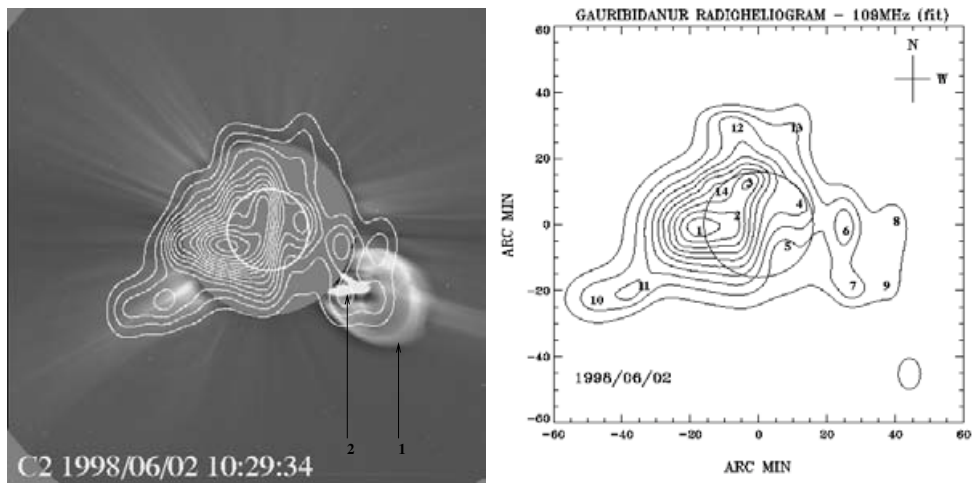 2 1
C2 1998/06/02 10:29:34
GAURIBIDANUR RADIOHELIOGRAM - 109MHz (fit)
60
40
20
0
-20
-40
-60
ARC MIN
N
W
12 13
14 3
4
1 2
5
6
8
7 9
10 11
1998/06/02
-60 -40 -20 0 20 40 60
ARC MIN